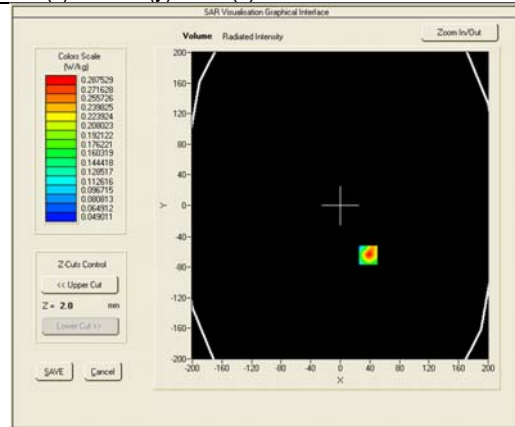 SAR Visualisation Graphical Interface
Volume Radiated Intensity
Zoom In/Out
Colors Scale
(W/kg)
0.287529
0.271628
0.255726
0.239825
0.223924
0.208023
0.192122
0.176221
0.160319
0.144418
0.128517
0.112616
0.096715
0.080813
0.064912
0.049011
Z-Cuts Control
<< Upper Cut
Z = 2.0 mm
Lower Cut >>
SAVE Cancel
200-
160-
120-
80-
40-
Y 0-
-40-
-80-
-120-
-160-
-200-
-200 -160 -120 -80 -40 0 40 80 120 160 200
X